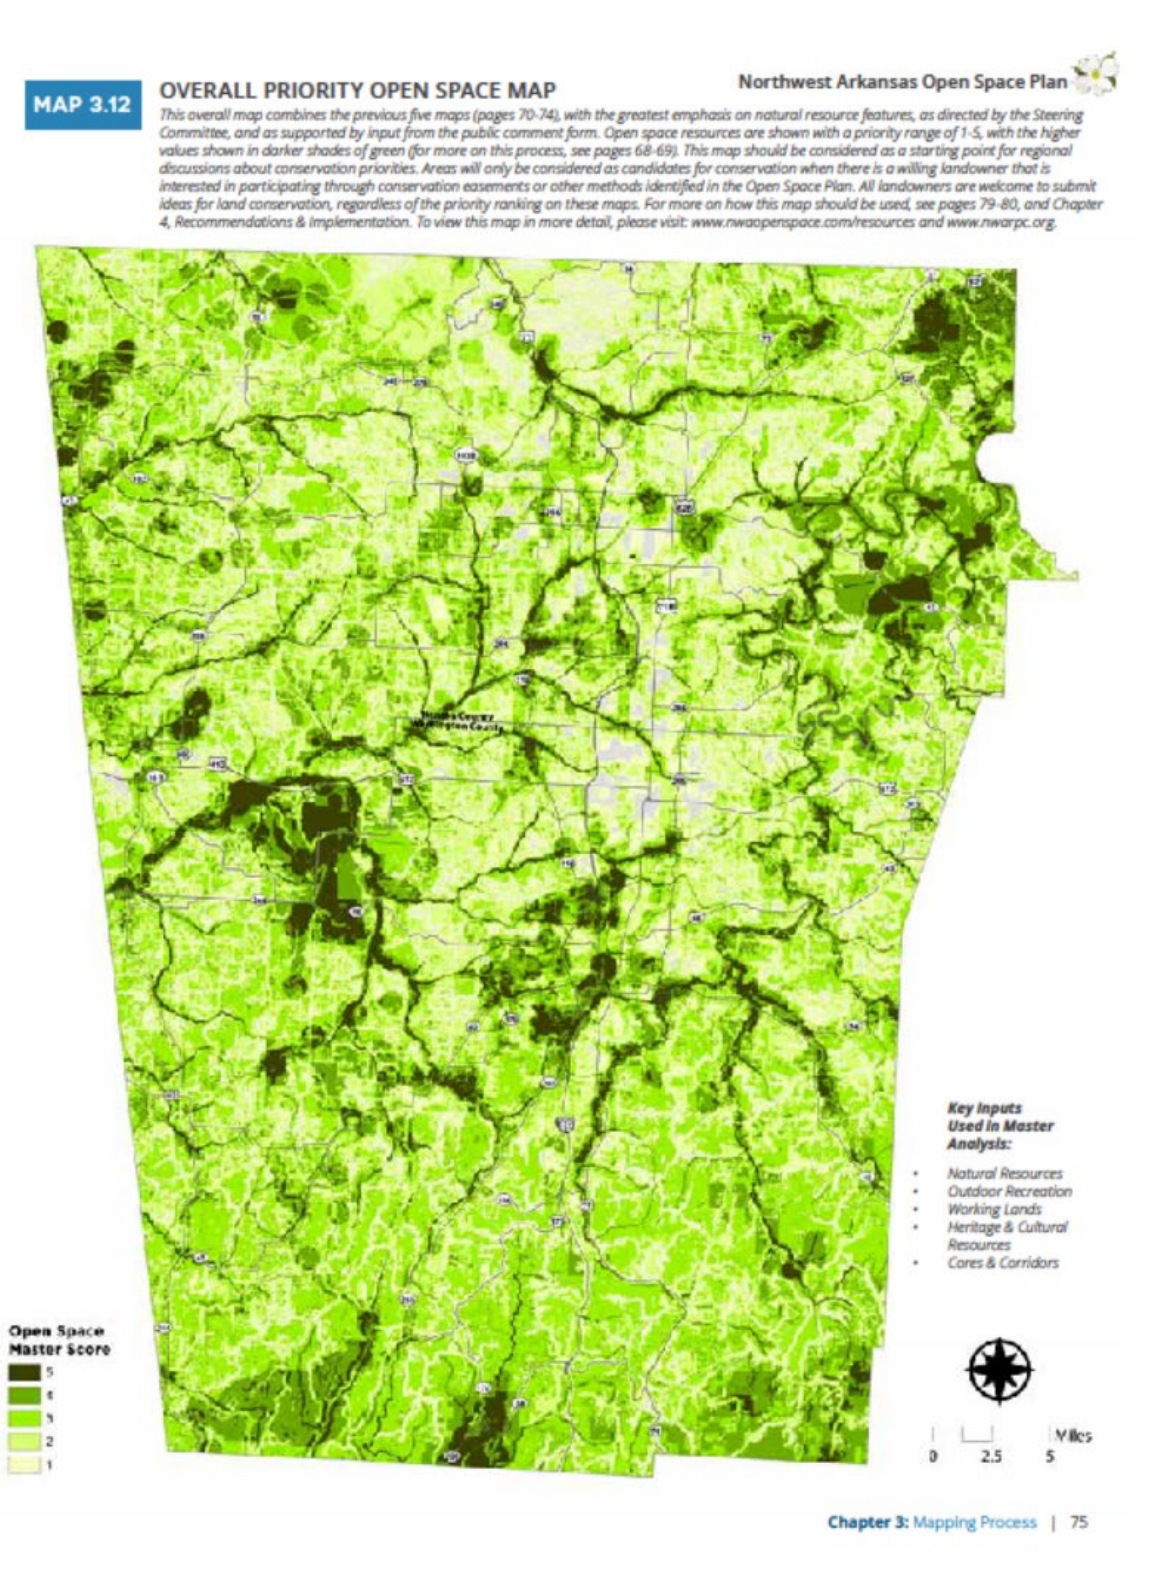 MAP 3.12
OVERALL PRIORITY OPEN SPACE MAP
Northwest Arkansas Open Space Plan
This overall map combines the previous five maps (pages 70-74), with the greatest emphasis on natural resource features, as directed by the Steering
Committee, and as supported by input from the public comment form. Open space resources are shown with a priority range of 1-5, with the higher
values shown in darker shades of green (for more on this process, see pages 68-69). This map should be considered as a starting point for regional
discussions about conservation priorities. Areas will only be considered as candidates for conservation when there is a willing landowner that is
interested in participating through conservation easements or other methods identified in the Open Space Plan. All landowners are welcome to submit
ideas for land conservation, regardless of the priority ranking on these maps. For more on how this map should be used, see pages 79-80, and Chapter
4, Recommendations & Implementation. To view this map in more detail, please visit: www.nwaopenspace.com/resources and www.nwarpc.org.
Benton County
Washington County
Key Inputs
Used in Master
Analysis:
• Natural Resources
• Outdoor Recreation
• Working Lands
• Heritage & Cultural
Resources
• Cores & Corridors
Open Space
Master Score
5
4
3
2
1
Miles
0 2.5 5
Chapter 3: Mapping Process | 75